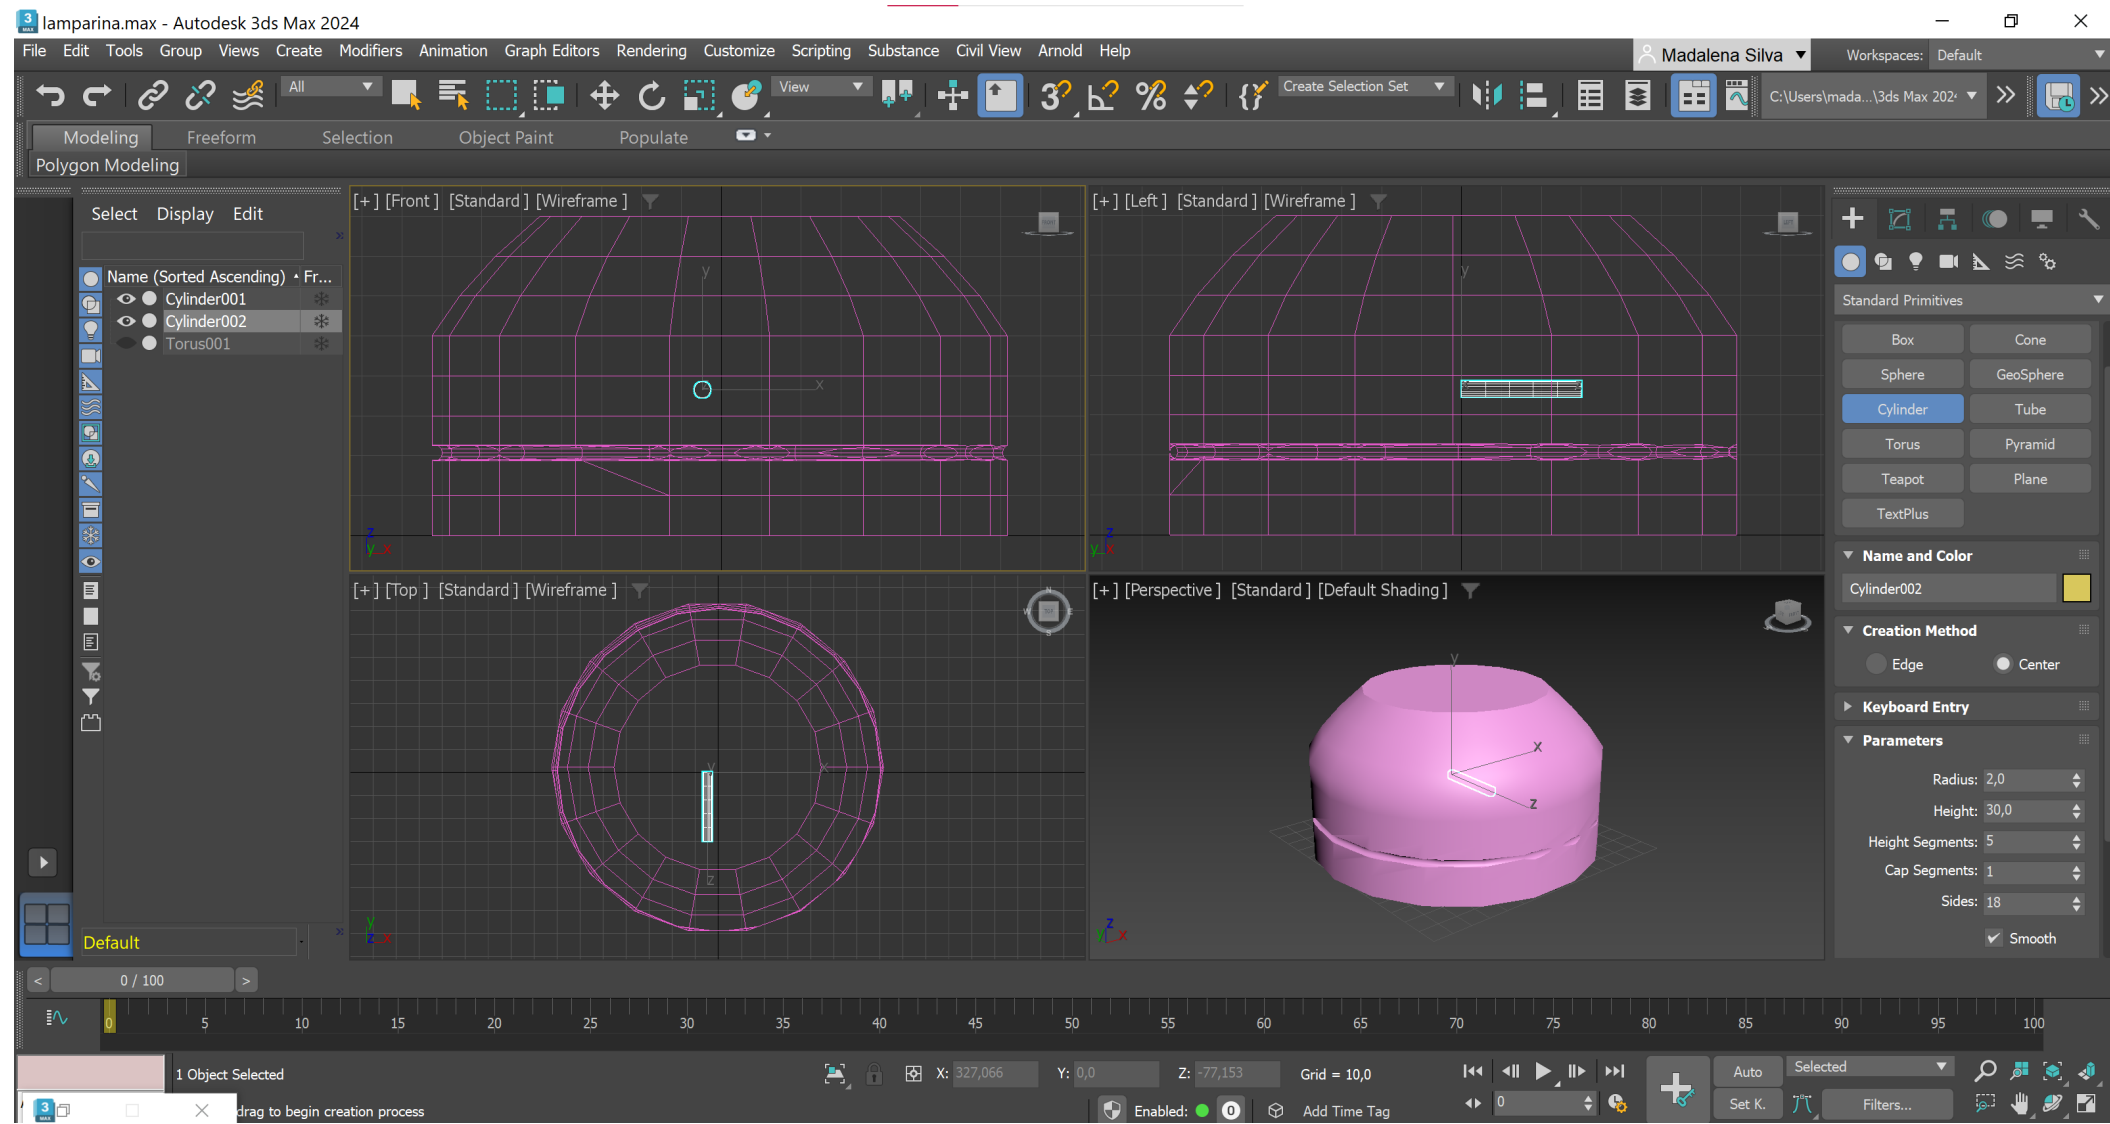 lamparina.max - Autodesk 3ds Max 2024
File Edit Tools Group Views Create Modifiers Animation Graph Editors Rendering Customize Scripting Substance Civil View Arnold Help
Madalena Silva
Workspaces: Default
All
View
Create Selection Set
C:\Users\mada...\3ds Max 202
Modeling Freeform Selection Object Paint Populate
Polygon Modeling
Select Display Edit
Name (Sorted Ascending) Fr...
Cylinder001
Cylinder002
Torus001
Default
[+] [Front] [Standard] [Wireframe]
y
x
z
y x
[+] [Left] [Standard] [Wireframe]
y
z
y x
[+] [Top] [Standard] [Wireframe]
N
W E
S
y
x
z
y
z x
[+] [Perspective] [Standard] [Default Shading]
y
x
z
z
y x
Standard Primitives
Box Cone
Sphere GeoSphere
Cylinder Tube
Torus Pyramid
Teapot Plane
TextPlus
Name and Color
Cylinder002
Creation Method
Edge Center
Keyboard Entry
Parameters
Radius: 2,0
Height: 30,0
Height Segments: 5
Cap Segments: 1
Sides: 18
Smooth
< 0 / 100 >
0 5 10 15 20 25 30 35 40 45 50 55 60 65 70 75 80 85 90 95 100
1 Object Selected
X: 327,066 Y: 0,0 Z: -77,153 Grid = 10,0
Auto Selected
drag to begin creation process
Enabled: 0 Add Time Tag
0
Set K. Filters...